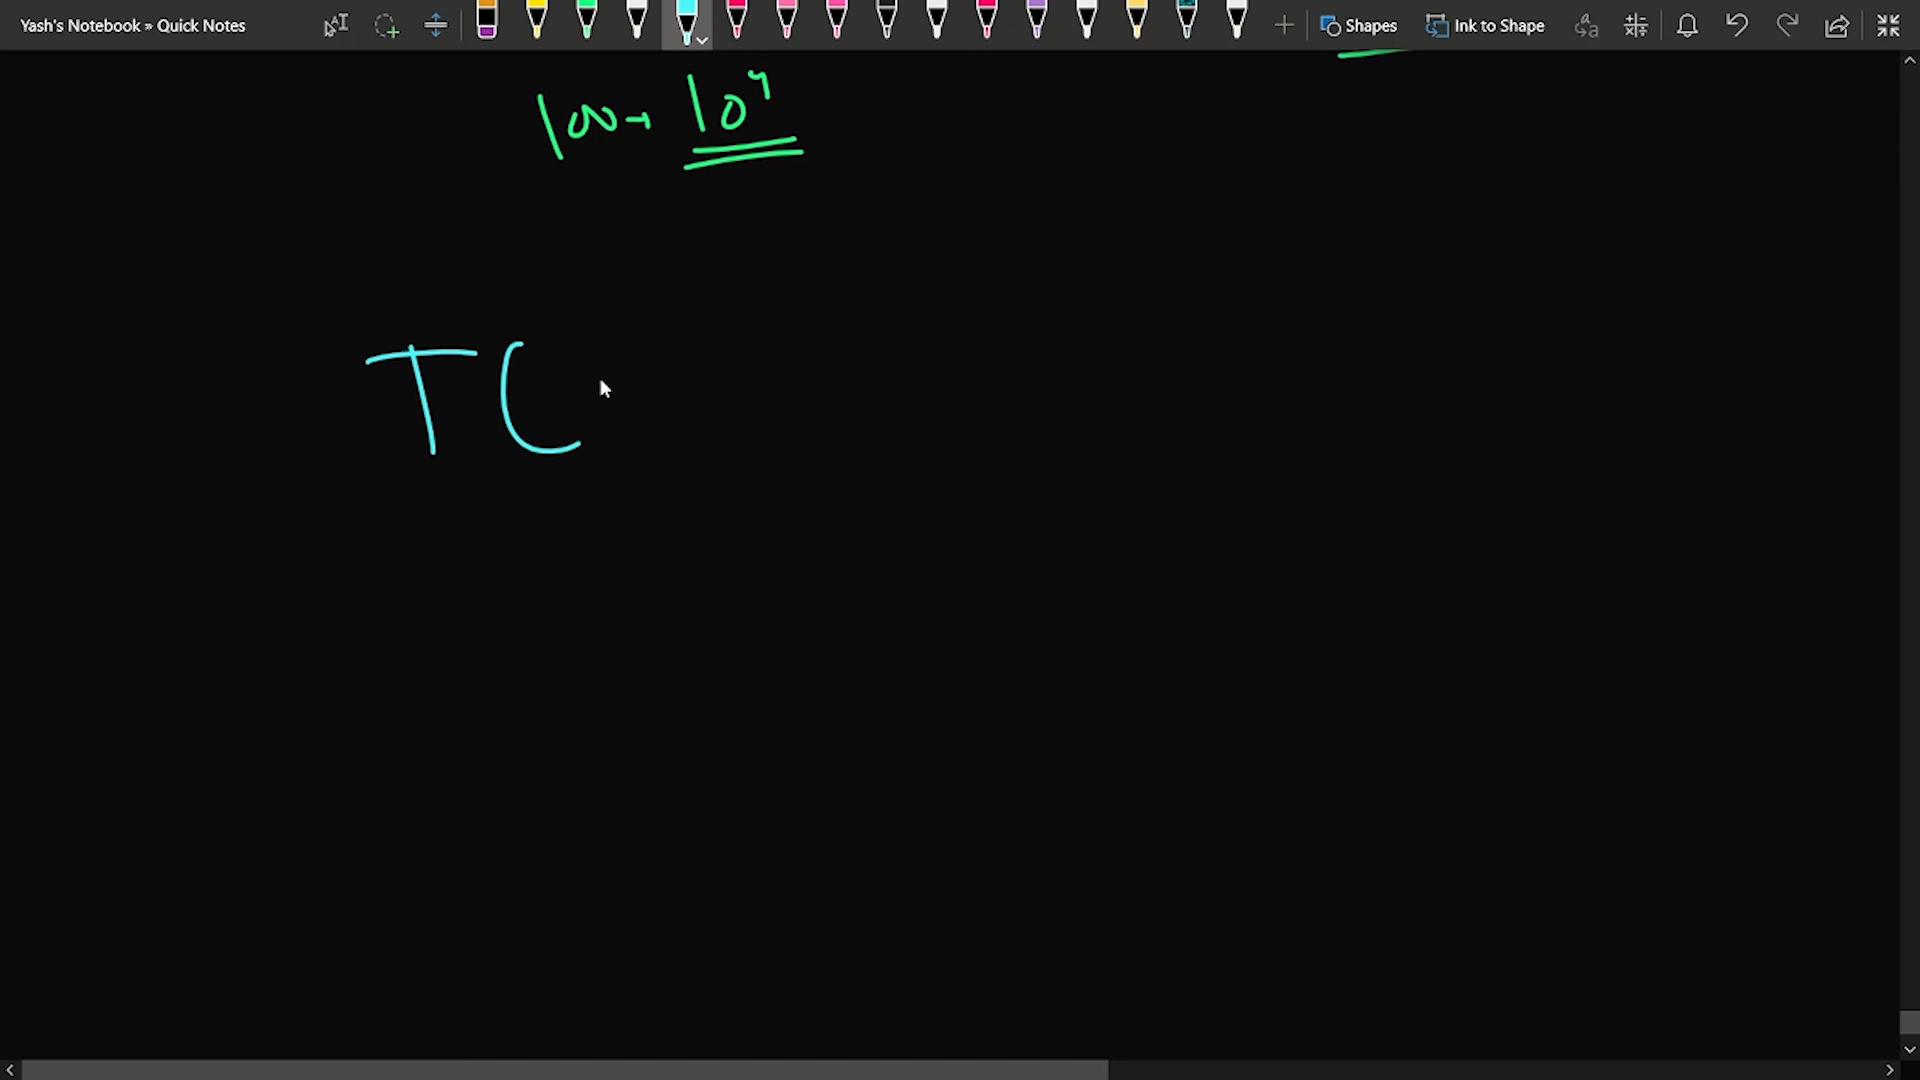 Yash's Notebook » Quick Notes Shapes Ink to Shape
100→ 10⁴
TC